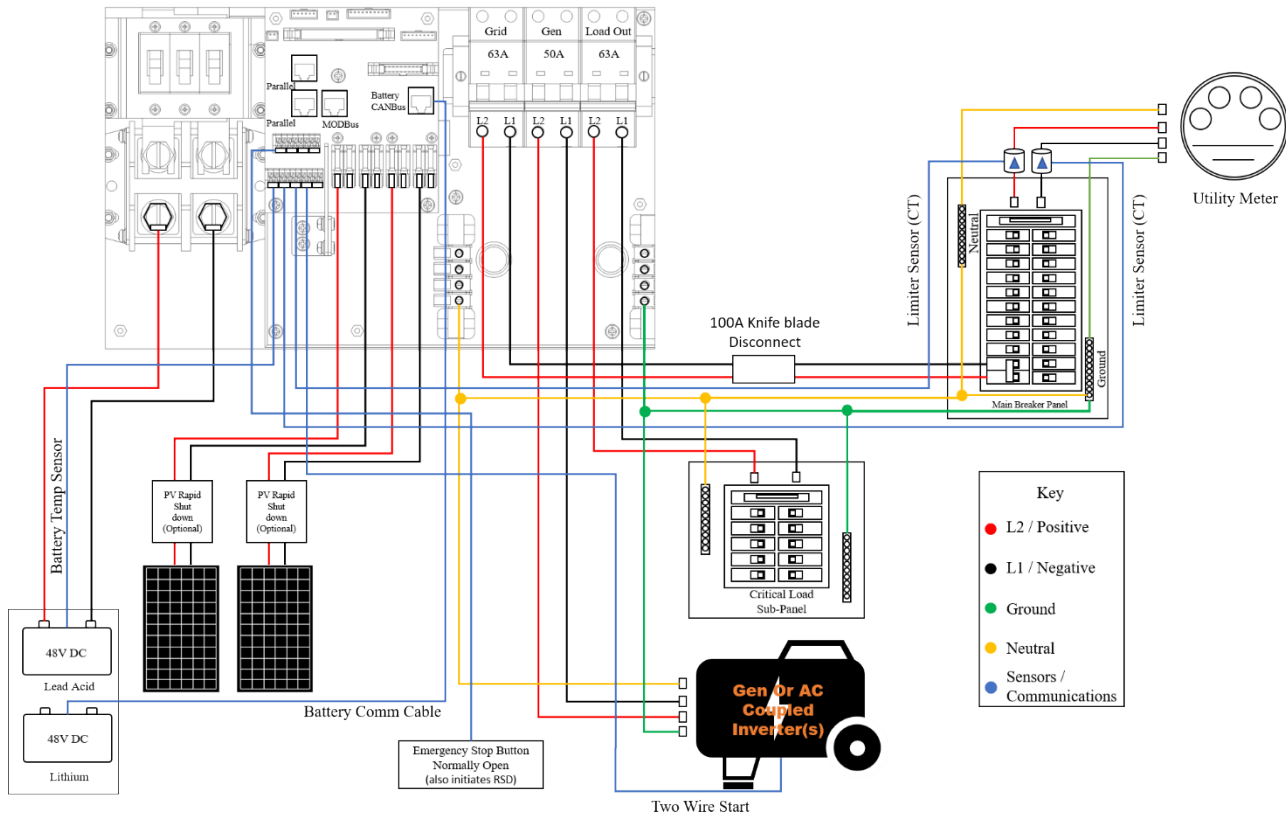 Grid
Gen
Load Out
63A
50A
63A
Parallel
Battery
CANBus
Parallel
MODBus
L2
L1
L2
L1
L2
L1
Utility Meter
Neutral
Limiter Sensor (CT)
Limiter Sensor (CT)
100A Knife blade
Disconnect
Ground
Main Breaker Panel
Battery Temp Sensor
PV Rapid
Shut
down
(Optional)
PV Rapid
Shut
down
(Optional)
Critical Load
Sub-Panel
Key
L2 / Positive
L1 / Negative
Ground
Neutral
Sensors /
Communications
48V DC
Lead Acid
48V DC
Lithium
Battery Comm Cable
Emergency Stop Button
Normally Open
(also initiates RSD)
Gen Or AC
Coupled
Inverter(s)
Two Wire Start